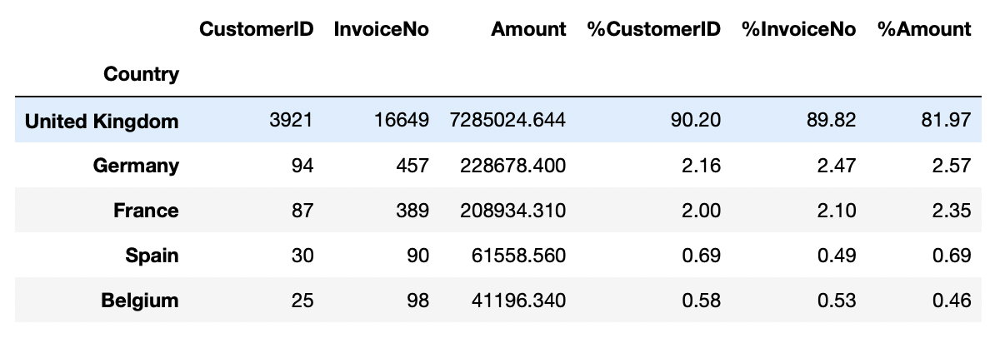 CustomerID InvoiceNo Amount %CustomerID %InvoiceNo %Amount
Country
United Kingdom 3921 16649 7285024.644 90.20 89.82 81.97
Germany 94 457 228678.400 2.16 2.47 2.57
France 87 389 208934.310 2.00 2.10 2.35
Spain 30 90 61558.560 0.69 0.49 0.69
Belgium 25 98 41196.340 0.58 0.53 0.46